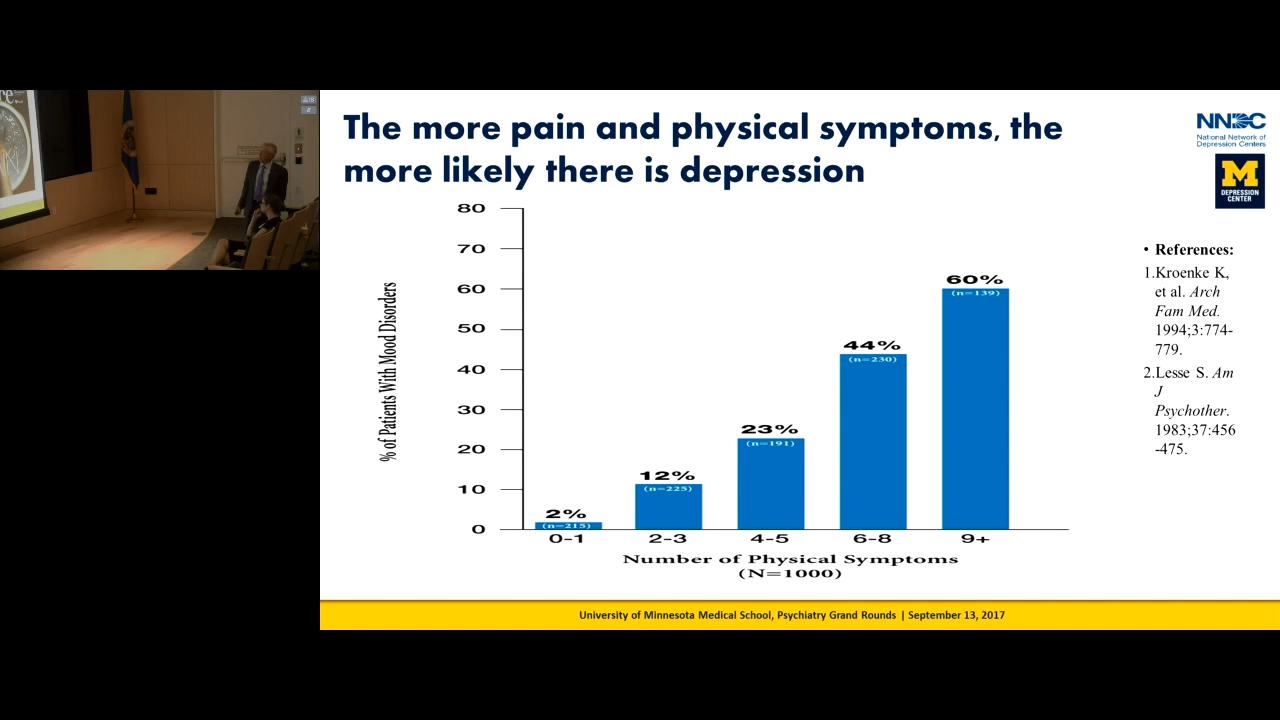 The more pain and physical symptoms, the
more likely there is depression
NNDC
National Network of
Depression Centers
M
DEPRESSION
CENTER
80
70
60
50
40
30
20
10
0
% of Patients With Mood Disorders
2%
(n=215)
12%
(n=225)
23%
(n=191)
44%
(n=230)
60%
(n=139)
0-1
2-3
4-5
6-8
9+
Number of Physical Symptoms
(N=1000)
• References:
1.Kroenke K,
et al. Arch
Fam Med.
1994;3:774-
779.
2.Lesse S. Am
J
Psychother.
1983;37:456
-475.
University of Minnesota Medical School, Psychiatry Grand Rounds | September 13, 2017